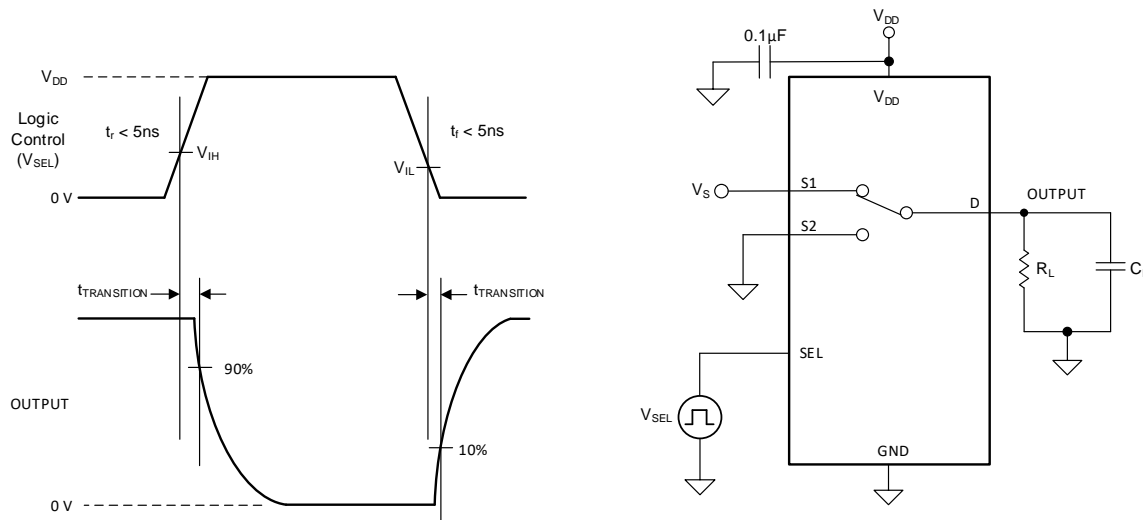 V_DD
Logic
Control
(V_SEL)
0 V
t_r < 5ns
V_IH
t_f < 5ns
V_IL
t_TRANSITION
t_TRANSITION
90%
OUTPUT
10%
0 V
V_DD
0.1µF
V_DD
V_S
S1
S2
D
OUTPUT
R_L
C
SEL
V_SEL
GND